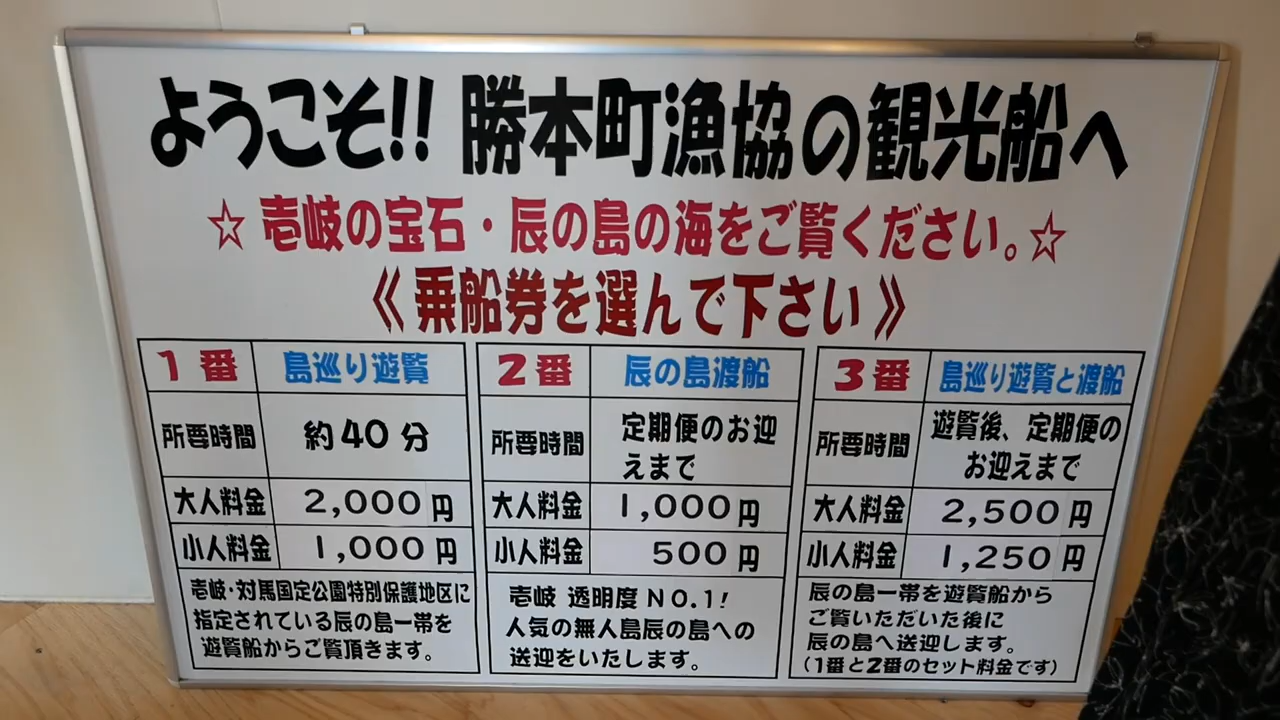 ようこそ!! 勝本町漁協の観光船へ
☆壱岐の宝石・辰の島の海をご覧ください。☆
《乗船券を選んで下さい》
1番 島巡り遊覧
所要時間 約40分
大人料金 2,000円
小人料金 1,000円
壱岐・対馬国定公園特別保護地区に
指定されている辰の島一帯を
遊覧船からご覧頂きます。
2番 辰の島渡船
所要時間 定期便のお迎
えまで
大人料金 1,000円
小人料金 500円
壱岐 透明度 NO.1!
人気の無人島辰の島への
送迎をいたします。
3番 島巡り遊覧と渡船
所要時間 遊覧後、定期便の
お迎えまで
大人料金 2,500円
小人料金 1,250円
辰の島一帯を遊覧船から
ご覧いただいた後に
辰の島へ送迎します。
(1番と2番のセット料金です)